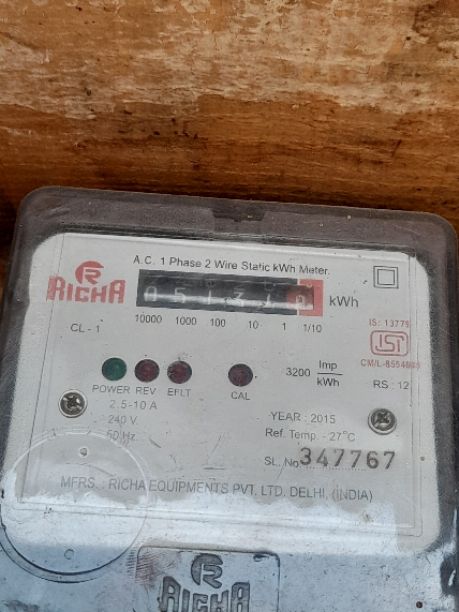 A.C. 1 Phase 2 Wire Static kWh Meter.
R
RICHA
kWh
10000 1000 100 10 1 1/10
IS: 13779
ISI
CL - 1
3200 Imp/kWh
RS : 12
POWER REV EFLT CAL
2.5-10 A
240 V
50 Hz
YEAR : 2015
Ref. Temp. - 27°C
SL. No 347767
MFRS. : RICHA EQUIPMENTS PVT. LTD. DELHI, (INDIA)
R
RICHA